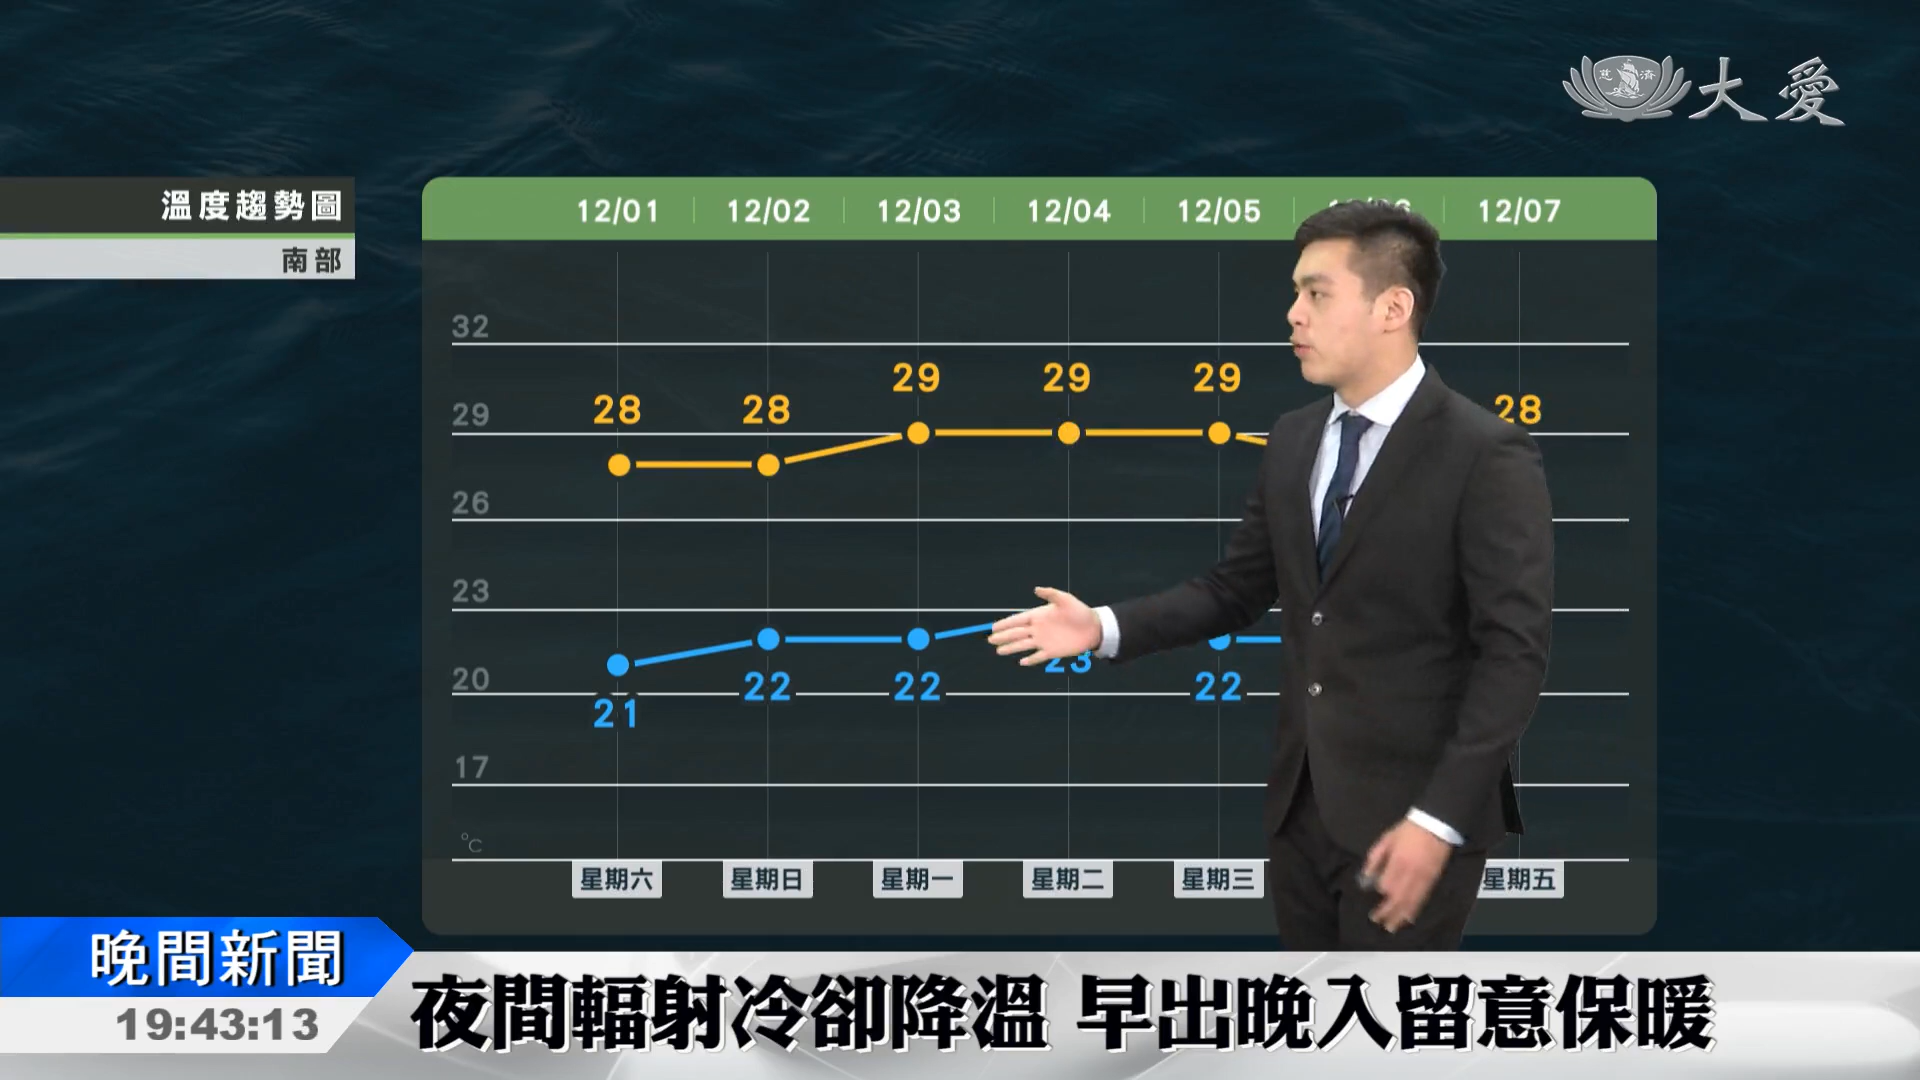 慈濟
大愛
溫度趨勢圖
南部
12/01 12/02 12/03 12/04 12/05 12/07
32
29
26
23
20
17
°C
28 28 29 29 29 28
21 22 22 23 22
星期六 星期日 星期一 星期二 星期三 星期五
晚間新聞
19:43:13
夜間輻射冷卻降溫 早出晚入留意保暖